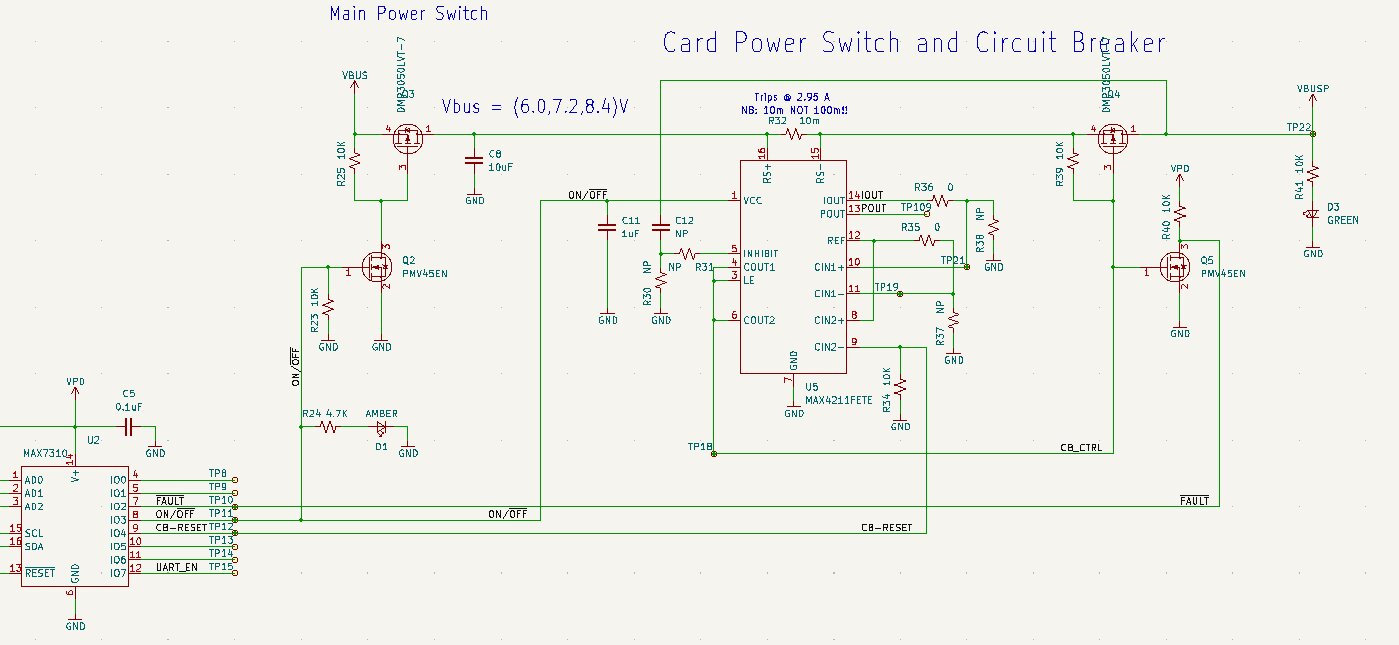 Main Power Switch
Card Power Switch and Circuit Breaker
VBUS
DMP3050LVT-7
Q3
Vbus = (6.0,7.2,8.4)V
Trips @ 2.95 A
NB: 10m NOT 100m!!
R32 10m
DMP3050LVT-7
Q4
VBUSP
TP22
4
1
3
R25 10K
C8
10uF
GND
16
15
RS+
RS-
4
1
3
R39 10K
R41 10K
D3
GREEN
GND
ON/OFF
1
VCC
C11
1uF
GND
C12
NP
NP
R31
R30 NP
GND
5
INHIBIT
4
COUT1
3
LE
6
COUT2
IOUT
14
IOUT
POUT
13
POUT
TP109
REF
12
CIN1+
10
CIN1-
11
CIN2+
8
CIN2-
9
GND
7
GND
U5
MAX4211FETE
R36 0
R35 0
R38 NP
GND
TP21
TP19
R37 NP
GND
R34 10K
GND
VPD
R40 10K
Q5
PMV45EN
1
3
2
GND
Q2
PMV45EN
1
3
2
GND
R23 10K
GND
ON/OFF
R24 4.7K
AMBER
D1
GND
TP18
CB_CTRL
VPD
C5
0.1uF
GND
U2
MAX7310
14
V+
1
AD0
2
AD1
3
AD2
15
SCL
16
SDA
13
RESET
GND
6
GND
IO0
4
TP8
IO1
5
TP9
IO2
7
FAULT
TP10
IO3
8
ON/OFF
TP11
IO4
9
CB-RESET
TP12
IO5
10
TP13
IO6
11
TP14
IO7
12
UART_EN
TP15
ON/OFF
CB-RESET
FAULT